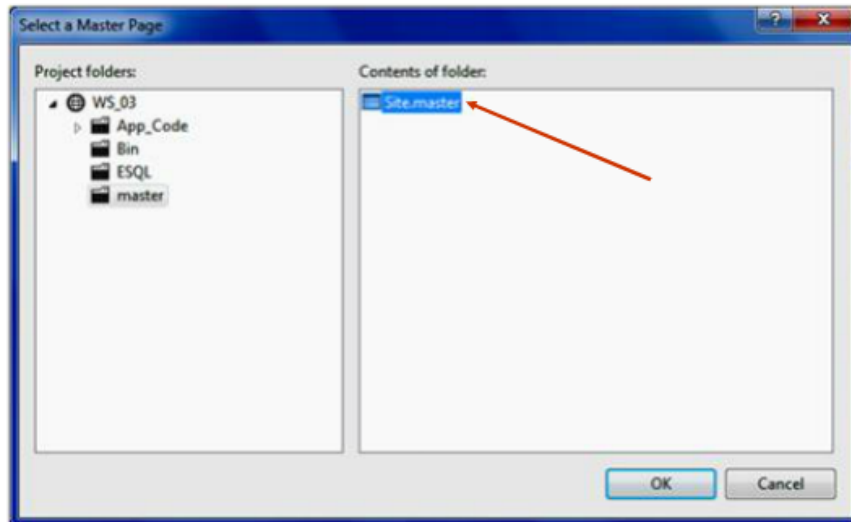 Select a Master Page
Project folders:
WS_03
App_Code
Bin
ESQL
master
Contents of folder:
Site.master
OK
Cancel